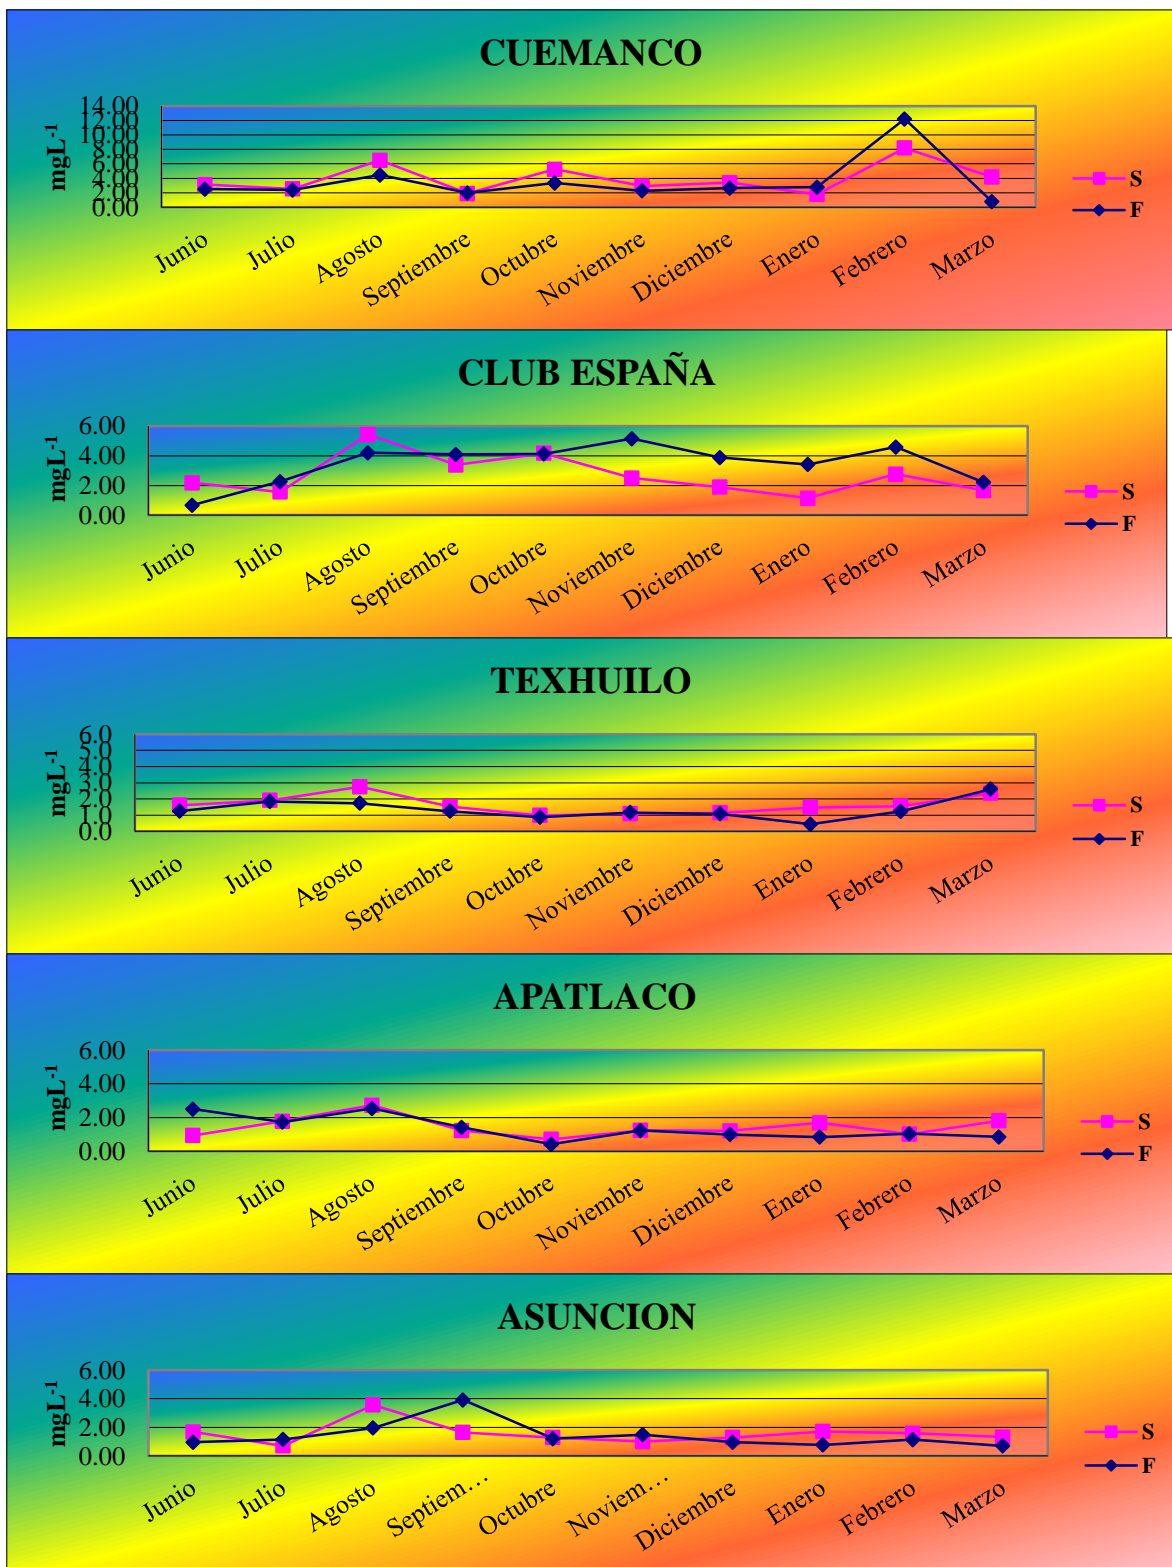 CUEMANCO
mgL-1
14.00
12.00
10.00
8.00
6.00
4.00
2.00
0.00
Junio
Julio
Agosto
Septiembre
Octubre
Noviembre
Diciembre
Enero
Febrero
Marzo
S
F
CLUB ESPAÑA
mgL-1
6.00
4.00
2.00
0.00
Junio
Julio
Agosto
Septiembre
Octubre
Noviembre
Diciembre
Enero
Febrero
Marzo
S
F
TEXHUILO
mgL-1
6.0
5.0
4.0
3.0
2.0
1.0
0.0
Junio
Julio
Agosto
Septiembre
Octubre
Noviembre
Diciembre
Enero
Febrero
Marzo
S
F
APATLACO
mgL-1
6.00
4.00
2.00
0.00
Junio
Julio
Agosto
Septiembre
Octubre
Noviembre
Diciembre
Enero
Febrero
Marzo
S
F
ASUNCION
mgL-1
6.00
4.00
2.00
0.00
Junio
Julio
Agosto
Septiem…
Octubre
Noviem…
Diciembre
Enero
Febrero
Marzo
S
F